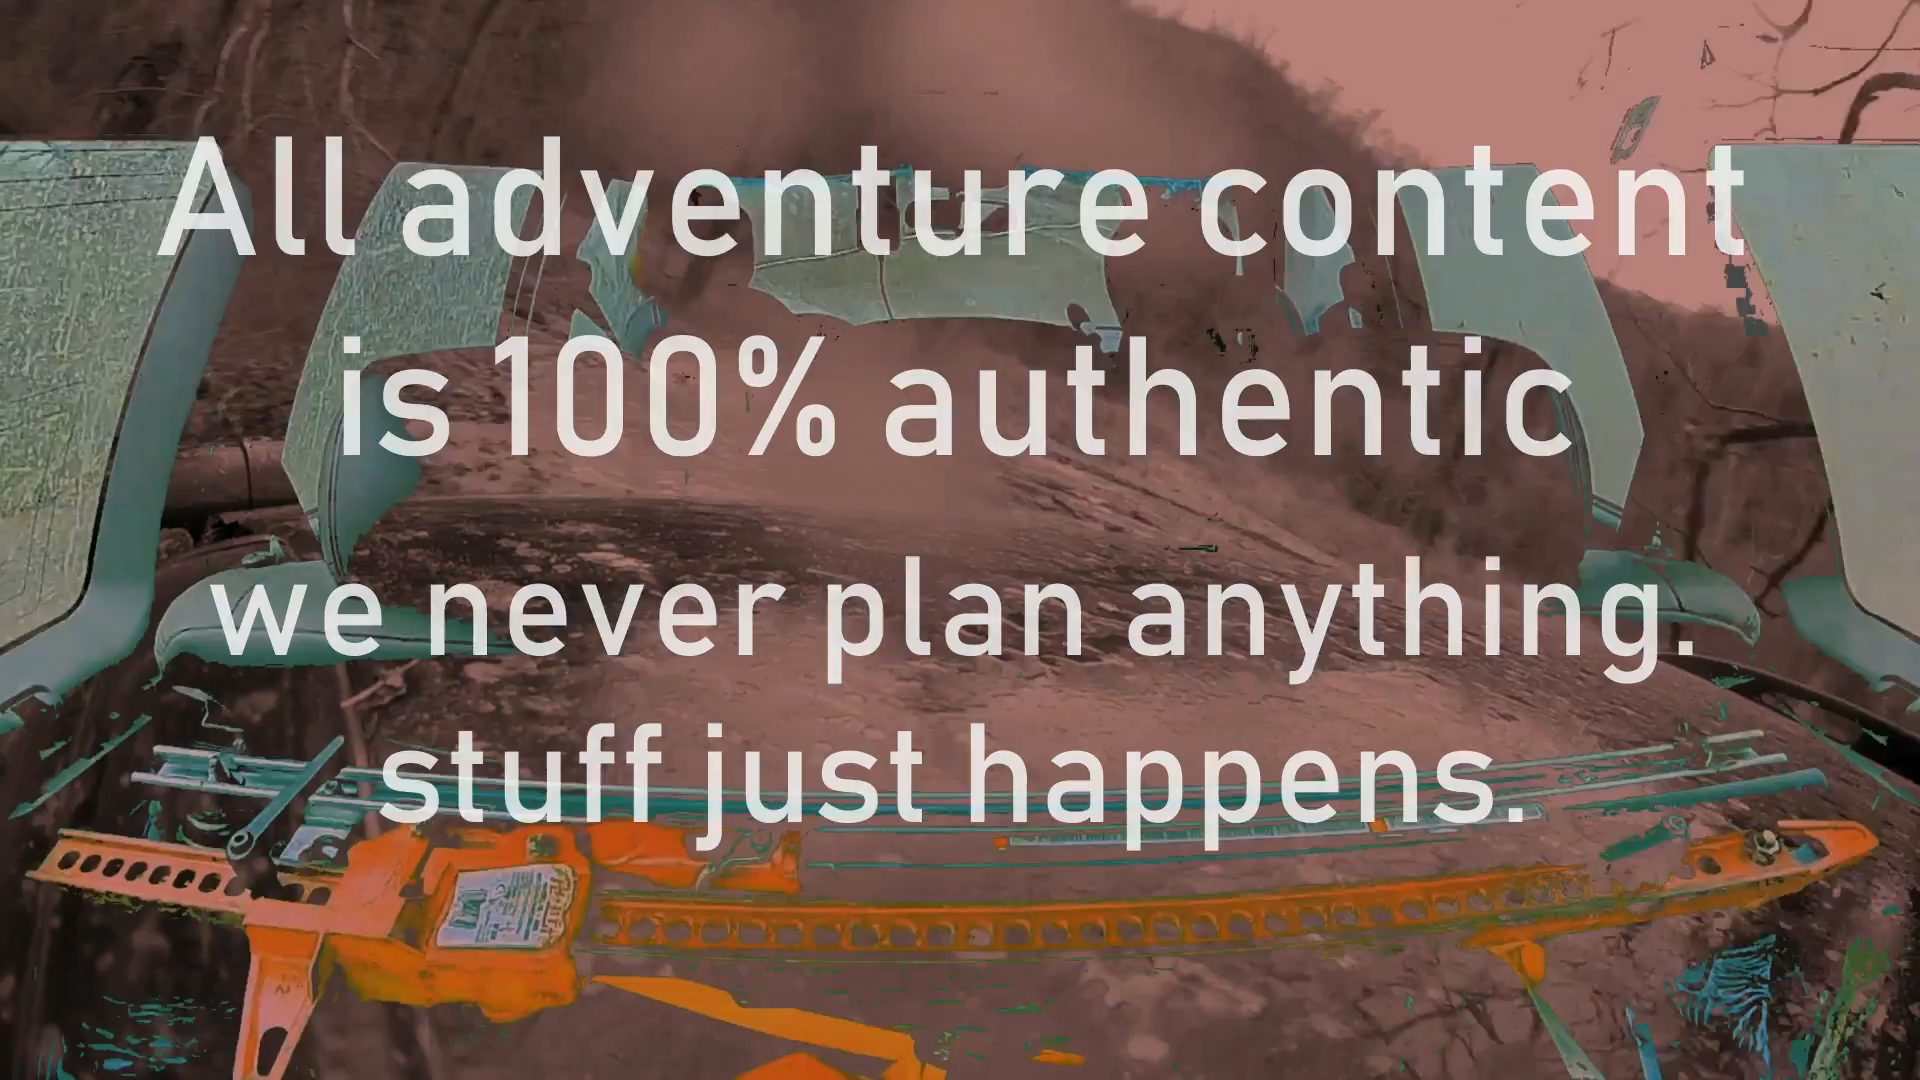 All adventure content
is 100% authentic
we never plan anything.
stuff just happens.